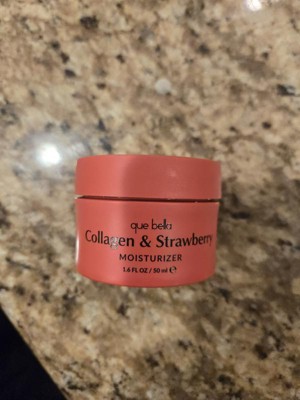 que bella
Collagen & Strawberry
MOISTURIZER
1.6 FL OZ / 50 ml ℮